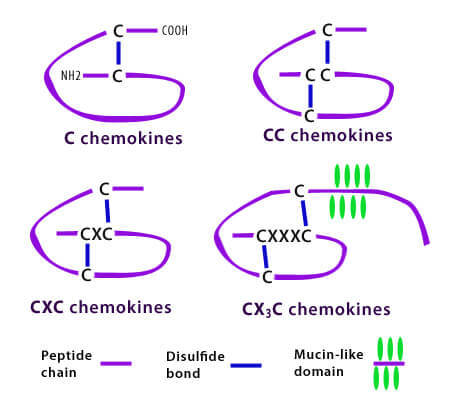 C
COOH
NH2
C
C chemokines
C
C C
C
CC chemokines
C
CXC
C
CXC chemokines
C
CXXXC
C
CX₃C chemokines
Peptide
chain
Disulfide
bond
Mucin-like
domain